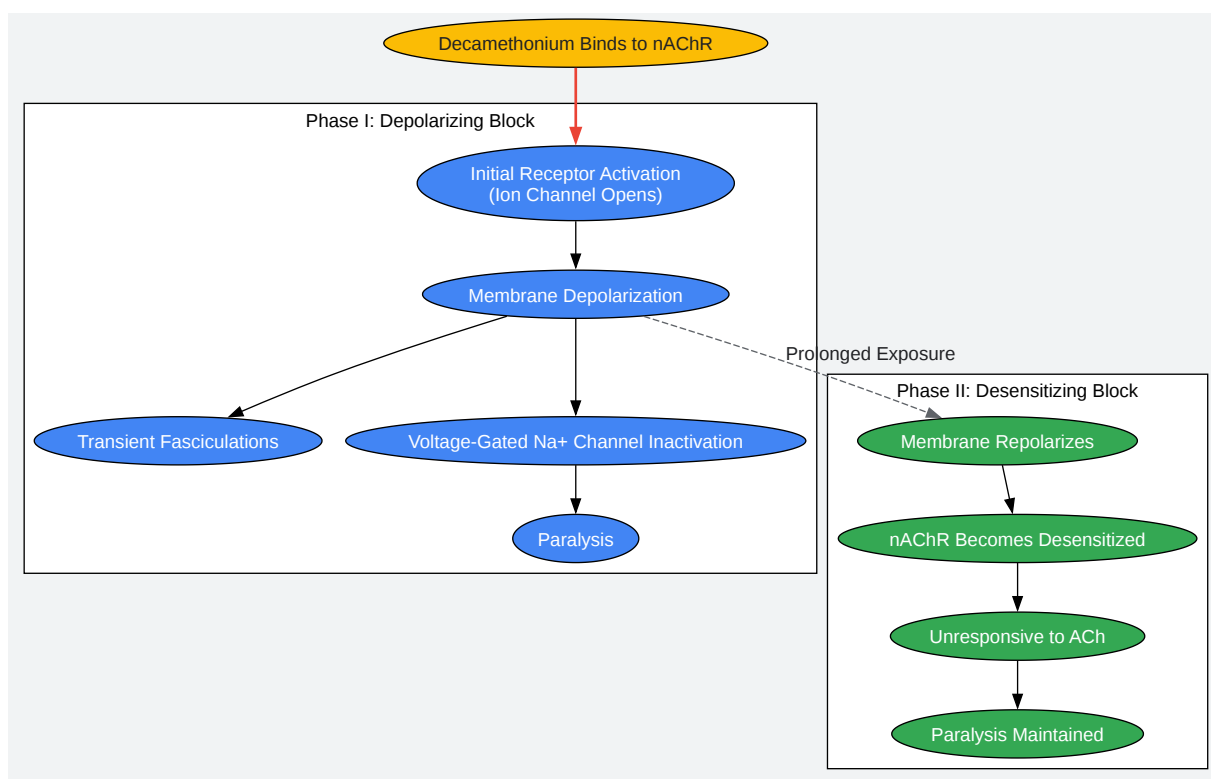 Decamethonium Binds to nAChR
Phase I: Depolarizing Block
Initial Receptor Activation
(Ion Channel Opens)
Membrane Depolarization
Transient Fasciculations
Voltage-Gated Na+ Channel Inactivation
Paralysis
Prolonged Exposure
Phase II: Desensitizing Block
Membrane Repolarizes
nAChR Becomes Desensitized
Unresponsive to ACh
Paralysis Maintained